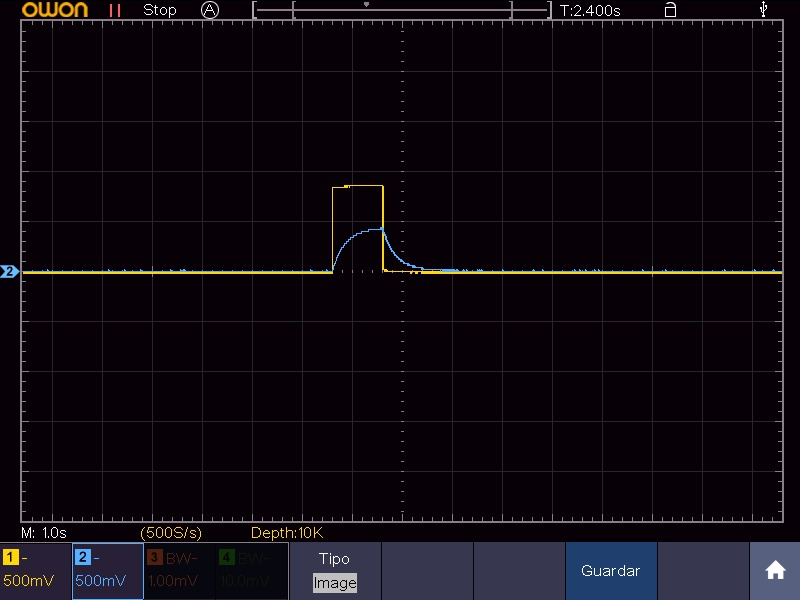 OWON Stop A T:2.400s
2
M: 1.0s (500S/s) Depth:10K
1 - 2 - 3 BW- 4 BW- Tipo
500mV 500mV 1.00mV 10.0mV Image Guardar